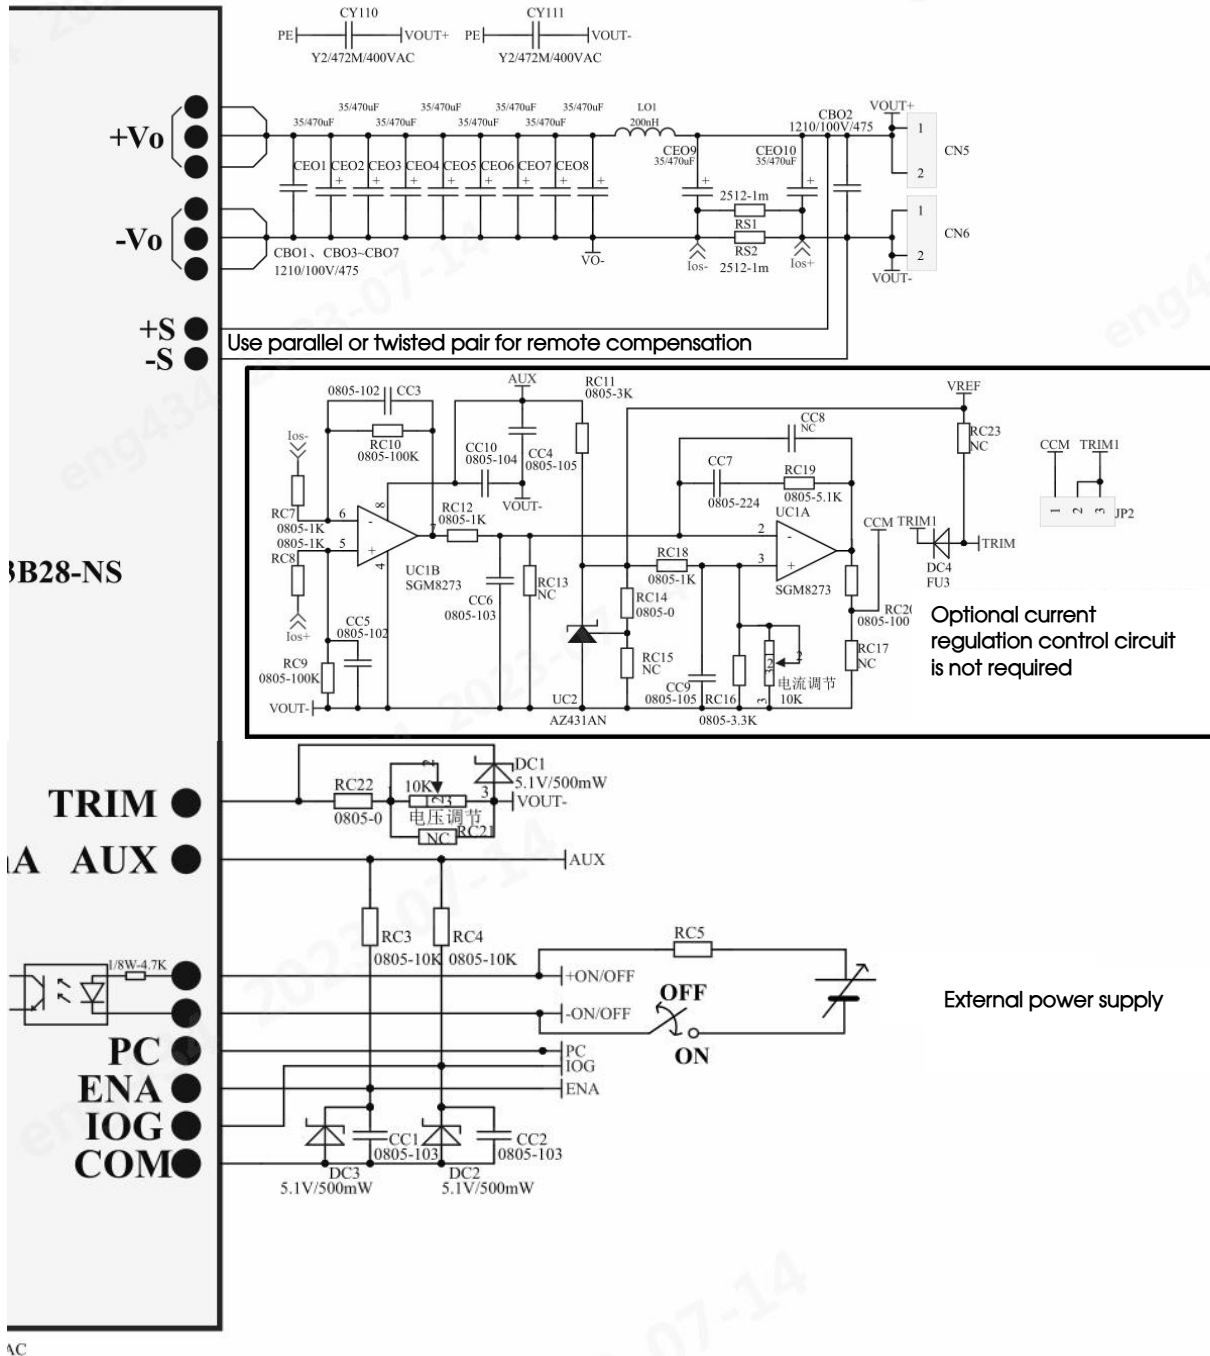 CY110
CY111
PE
VOUT+
PE
VOUT-
Y2/472M/400VAC
Y2/472M/400VAC
35/470uF
35/470uF
35/470uF
35/470uF
35/470uF
35/470uF
35/470uF
35/470uF
LO1
200nH
CBO2
1210/100V/475
VOUT+
+Vo
CEO1
CEO2
CEO3
CEO4
CEO5
CEO6
CEO7
CEO8
CEO9
35/470uF
CEO10
35/470uF
1
2
CN5
2512-1m
RS1
RS2
2512-1m
-Vo
CBO1、CBO3~CBO7
1210/100V/475
VO-
Ios-
Ios+
1
2
CN6
VOUT-
+S
-S
Use parallel or twisted pair for remote compensation
0805-102
CC3
RC10
0805-100K
AUX
RC11
0805-3K
VREF
Ios-
CC10
0805-104
CC4
0805-105
VOUT-
CC8
NC
CC7
0805-224
RC19
0805-5.1K
RC23
NC
CCM
TRIM1
1
2
3
JP2
RC7
0805-1K
0805-1K
RC8
6
5
8
4
7
RC12
0805-1K
UC1B
SGM8273
UC1A
2
3
SGM8273
CCM
TRIM1
TRIM
DC4
FU3
RC18
0805-1K
RC13
NC
RC14
0805-0
CC6
0805-103
Ios+
CC5
0805-102
RC9
0805-100K
VOUT-
RC15
NC
UC2
AZ431AN
CC9
0805-105
RC16
0805-3.3K
2
2
3
电流调节
10K
RC20
0805-100
RC17
NC
Optional current
regulation control circuit
is not required
3B28-NS
TRIM
RC22
0805-0
10K
2
2
3
3
电压调节
RC21
NC
DC1
5.1V/500mW
VOUT-
AUX
AUX
RC3
0805-10K
RC4
0805-10K
1/8W-4.7K
RC5
+ON/OFF
-ON/OFF
OFF
ON
External power supply
PC
PC
IOG
ENA
ENA
IOG
COM
CC1
0805-103
CC2
0805-103
DC3
5.1V/500mW
DC2
5.1V/500mW